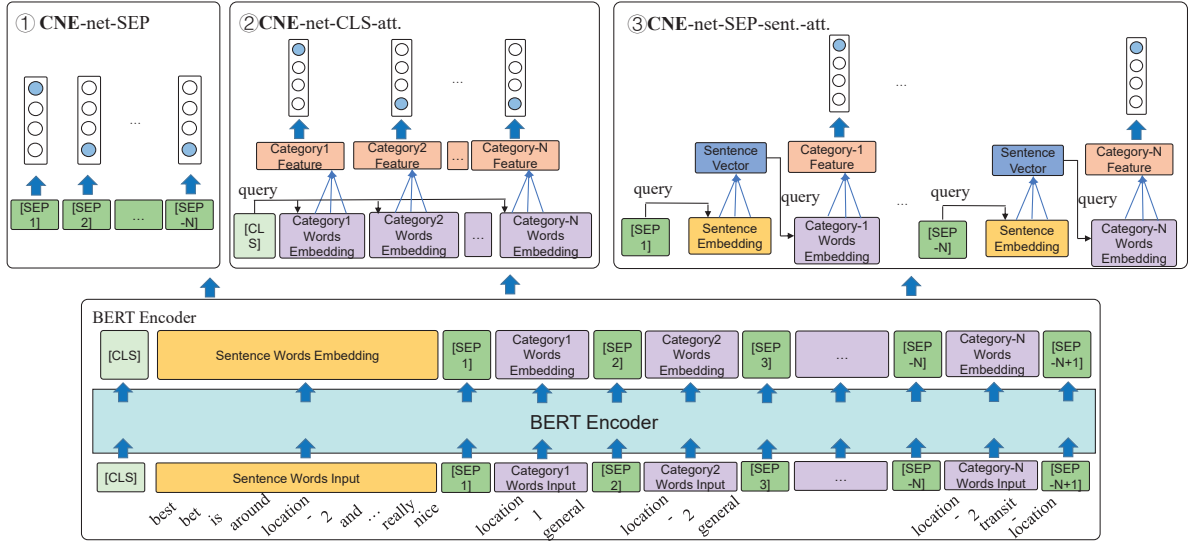 ① CNE-net-SEP
[SEP
1]
[SEP
2]
...
[SEP
-N]
...
②CNE-net-CLS-att.
...
Category1
Feature
Category2
Feature
...
Category-N
Feature
query
[CL
S]
Category1
Words
Embedding
Category2
Words
Embedding
...
Category-N
Words
Embedding
③CNE-net-SEP-sent.-att.
...
Sentence
Vector
Category-1
Feature
query
query
[SEP
1]
Sentence
Embedding
Category-1
Words
Embedding
...
Sentence
Vector
Category-N
Feature
query
query
[SEP
-N]
Sentence
Embedding
Category-N
Words
Embedding
BERT Encoder
[CLS]
Sentence Words Embedding
[SEP
1]
Category1
Words
Embedding
[SEP
2]
Category2
Words
Embedding
[SEP
3]
...
[SEP
-N]
Category-N
Words
Embedding
[SEP
-N+1]
BERT Encoder
[CLS]
Sentence Words Input
[SEP
1]
Category1
Words Input
[SEP
2]
Category2
Words Input
[SEP
3]
...
[SEP
-N]
Category-N
Words Input
[SEP
-N+1]
best
bet
is
around
location
-
2
and
...
really
nice
location
-
1
general
location
-
2
general
location
-
2
transit
-
location